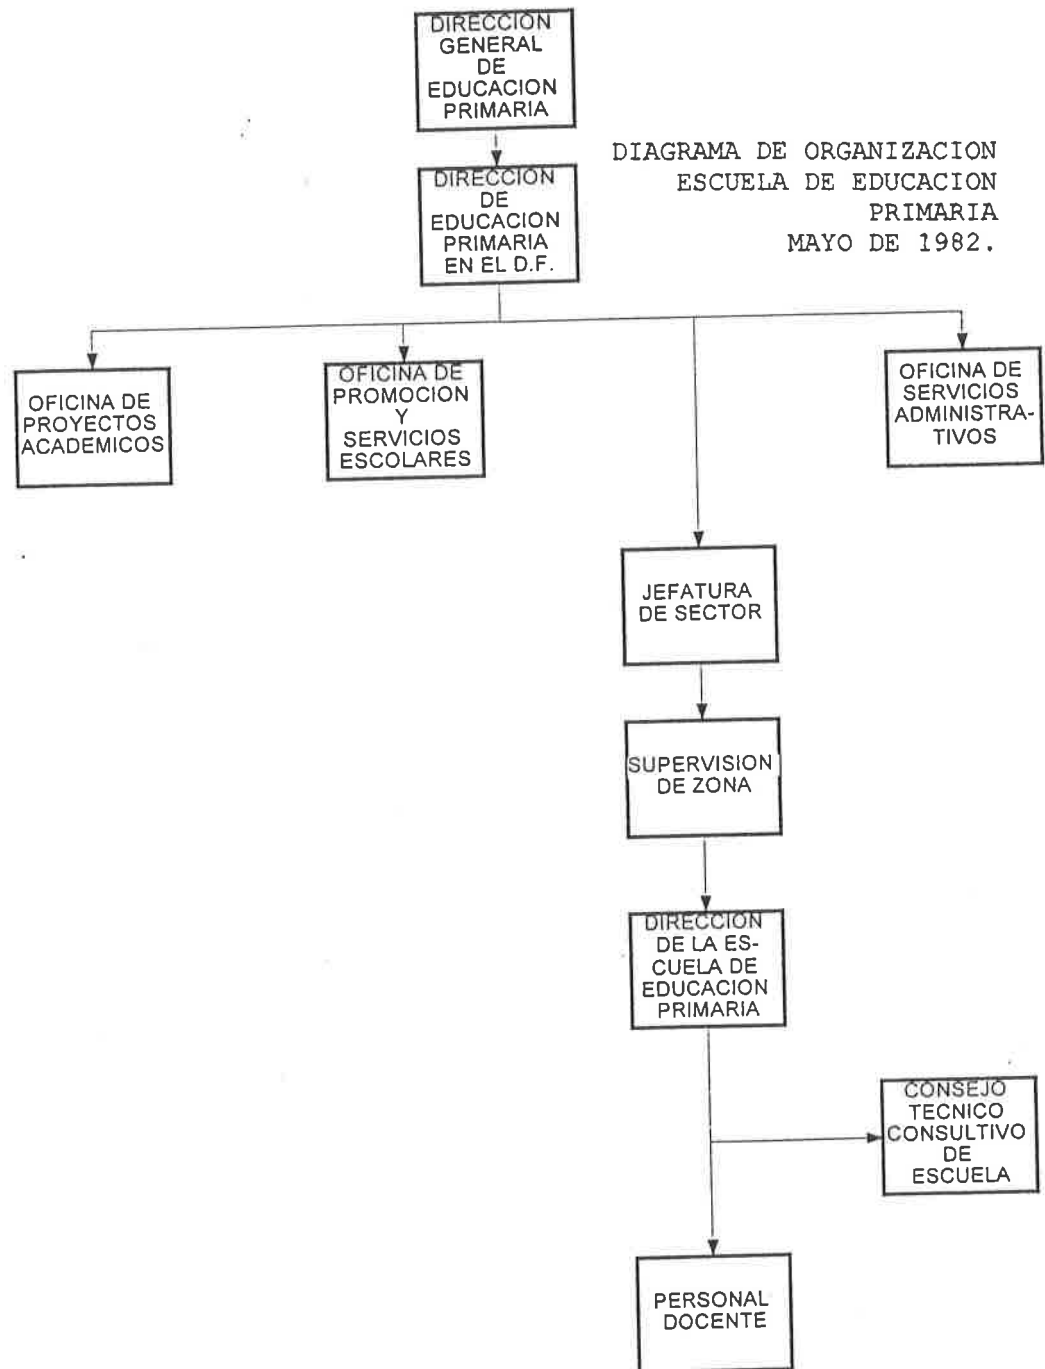 DIRECCION
GENERAL
DE
EDUCACION
PRIMARIA
DIAGRAMA DE ORGANIZACION
ESCUELA DE EDUCACION
PRIMARIA
MAYO DE 1982.
DIRECCION
DE
EDUCACION
PRIMARIA
EN EL D.F.
OFICINA DE
PROYECTOS
ACADEMICOS
OFICINA DE
PROMOCION
Y
SERVICIOS
ESCOLARES
OFICINA DE
SERVICIOS
ADMINISTRA-
TIVOS
JEFATURA
DE SECTOR
SUPERVISION
DE ZONA
DIRECCION
DE LA ES-
CUELA DE
EDUCACION
PRIMARIA
CONSEJO
TECNICO
CONSULTIVO
DE
ESCUELA
PERSONAL
DOCENTE